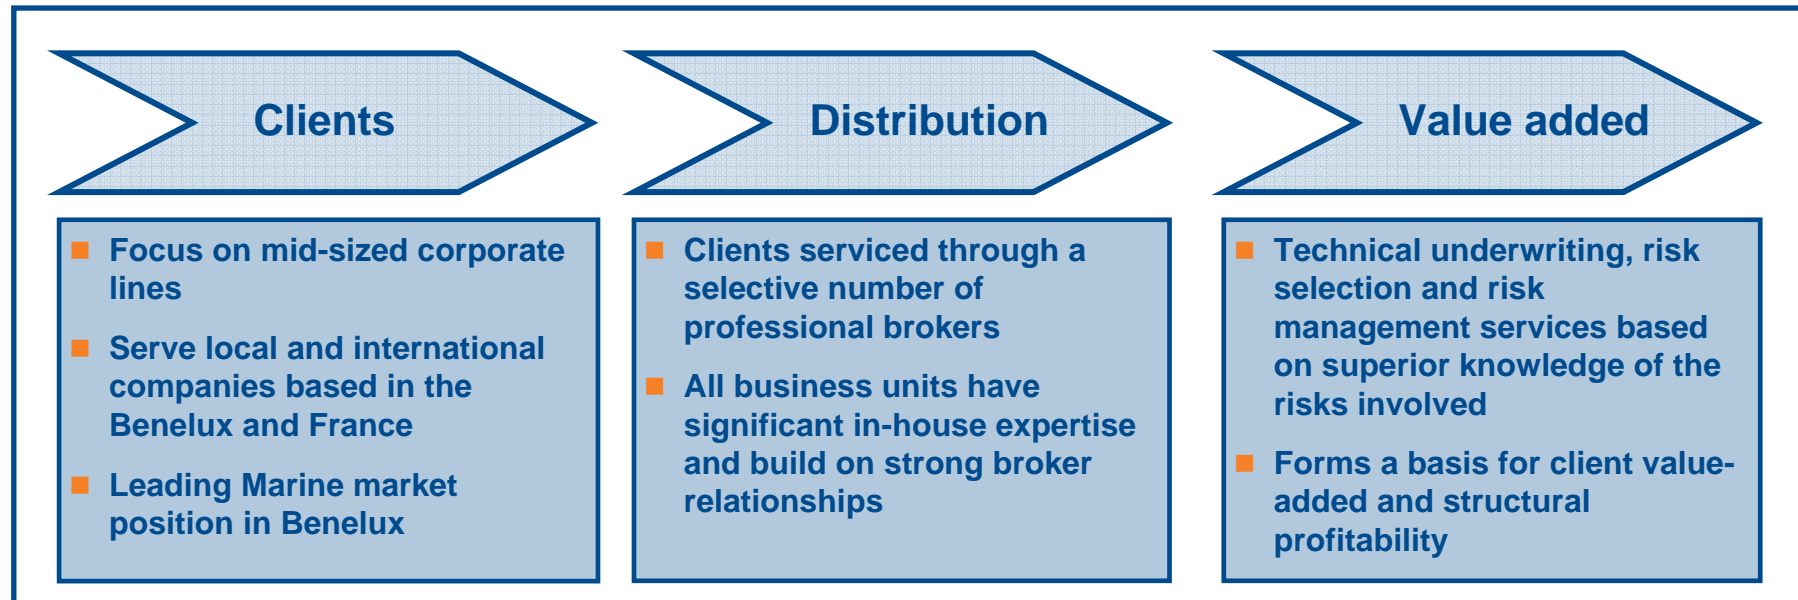 Clients
Focus on mid-sized corporate
lines
Serve local and international
companies based in the
Benelux and France
Leading Marine market
position in Benelux
Distribution
Clients serviced through a
selective number of
professional brokers
All business units have
significant in-house expertise
and build on strong broker
relationships
Value added
Technical underwriting, risk
selection and risk
management services based
on superior knowledge of the
risks involved
Forms a basis for client value-
added and structural
profitability